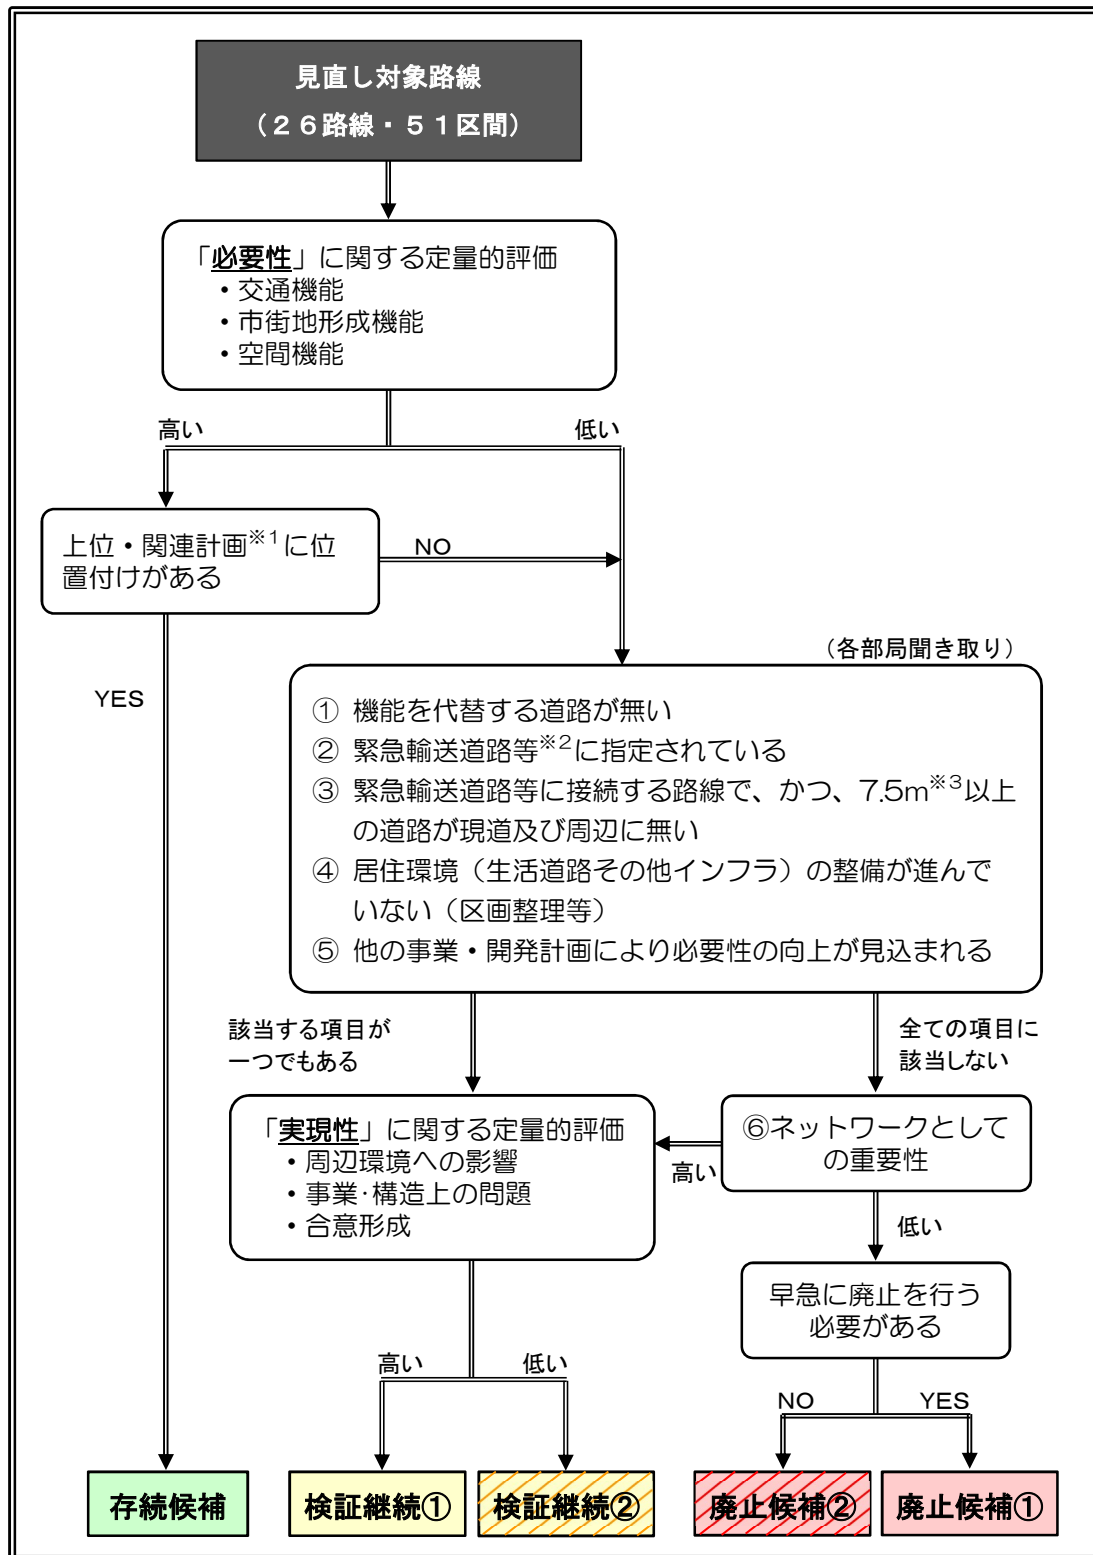 見直し対象路線
（２６路線・５１区間）
「必要性」に関する定量的評価
・交通機能
・市街地形成機能
・空間機能
高い
低い
上位・関連計画※1に位
置付けがある
NO
YES
（各部局聞き取り）
① 機能を代替する道路が無い
② 緊急輸送道路等※2に指定されている
③ 緊急輸送道路等に接続する路線で、かつ、7.5m※3以上
の道路が現道及び周辺に無い
④ 居住環境（生活道路その他インフラ）の整備が進んで
いない（区画整理等）
⑤ 他の事業・開発計画により必要性の向上が見込まれる
該当する項目が
一つでもある
全ての項目に
該当しない
「実現性」に関する定量的評価
・周辺環境への影響
・事業･構造上の問題
・合意形成
高い
⑥ネットワークとして
の重要性
低い
早急に廃止を行う
必要がある
高い
低い
NO
YES
存続候補
検証継続①
検証継続②
廃止候補②
廃止候補①